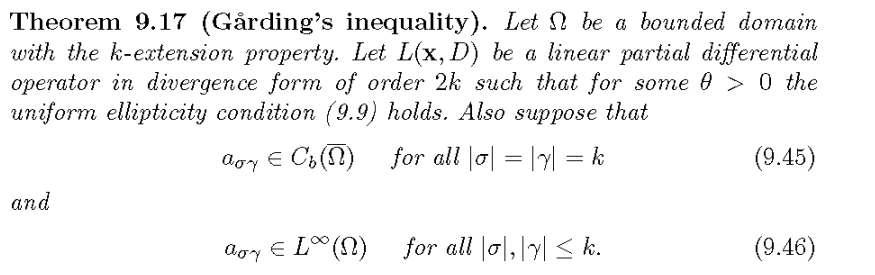 Theorem 9.17 (Gårding's inequality). Let Ω be a bounded domain
with the k-extension property. Let L(x, D) be a linear partial differential
operator in divergence form of order 2k such that for some θ > 0 the
uniform ellipticity condition (9.9) holds. Also suppose that
a_{σγ} ∈ C_b(Ω̅) for all |σ| = |γ| = k (9.45)
and
a_{σγ} ∈ L^∞(Ω) for all |σ|, |γ| ≤ k. (9.46)